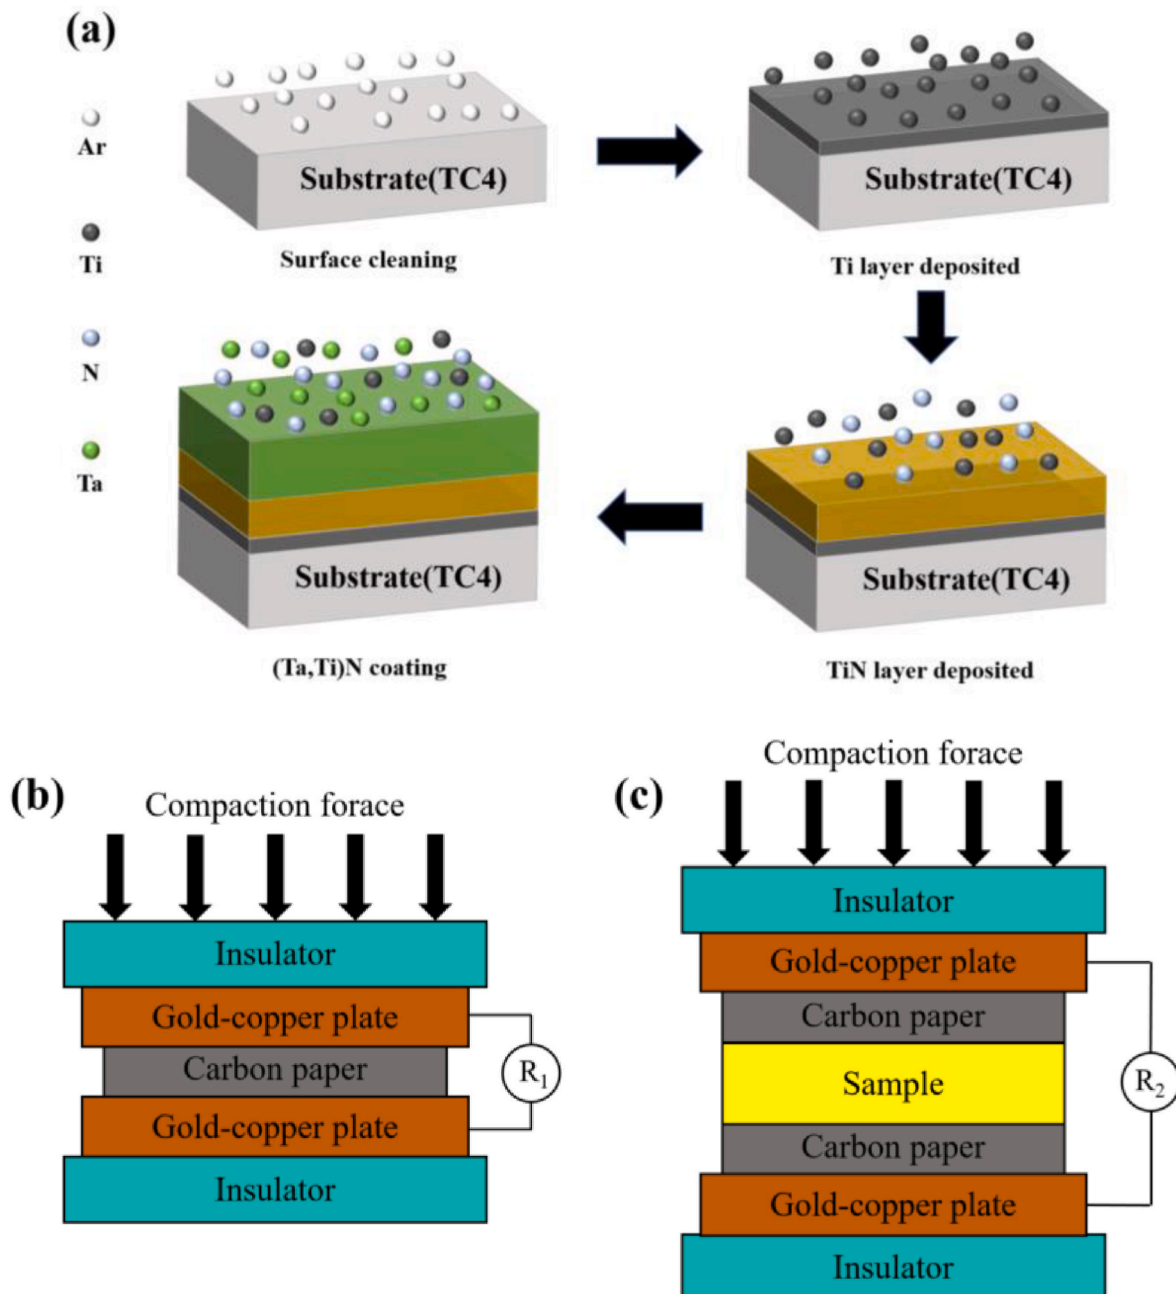 (a)
Ar
Ti
N
Ta
Substrate(TC4)
Surface cleaning
Substrate(TC4)
Ti layer deposited
Substrate(TC4)
(Ta,Ti)N coating
Substrate(TC4)
TiN layer deposited
(b)
Compaction forace
Insulator
Gold-copper plate
Carbon paper
R₁
Gold-copper plate
Insulator
(c)
Compaction forace
Insulator
Gold-copper plate
Carbon paper
Sample
R₂
Carbon paper
Gold-copper plate
Insulator